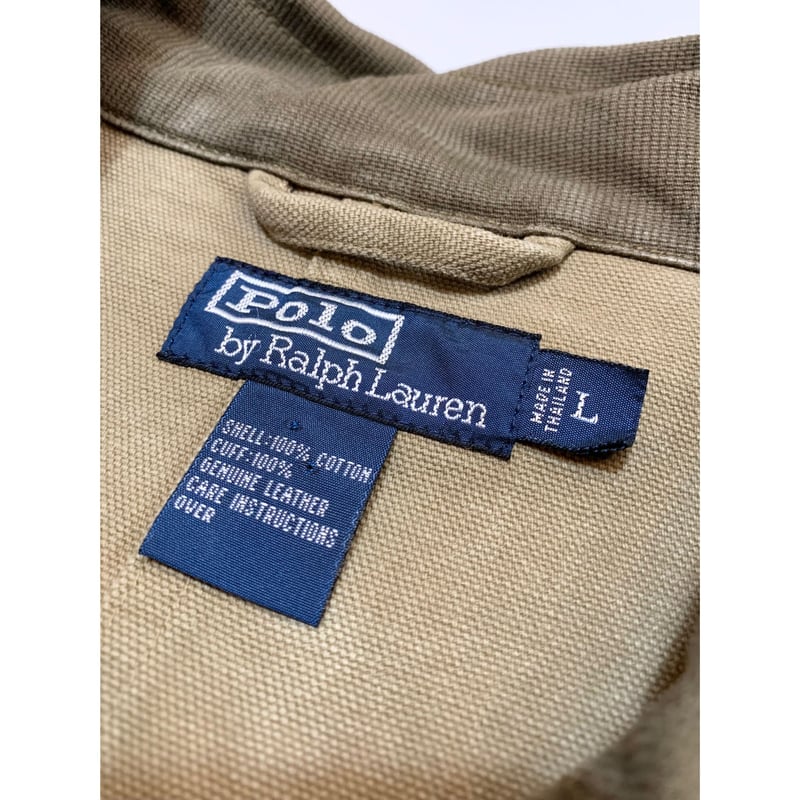 Polo
by Ralph Lauren
MADE IN
THAILAND
L
SHELL:100% COTTON
CUFF:100%
GENUINE LEATHER
CARE INSTRUCTIONS
OVER